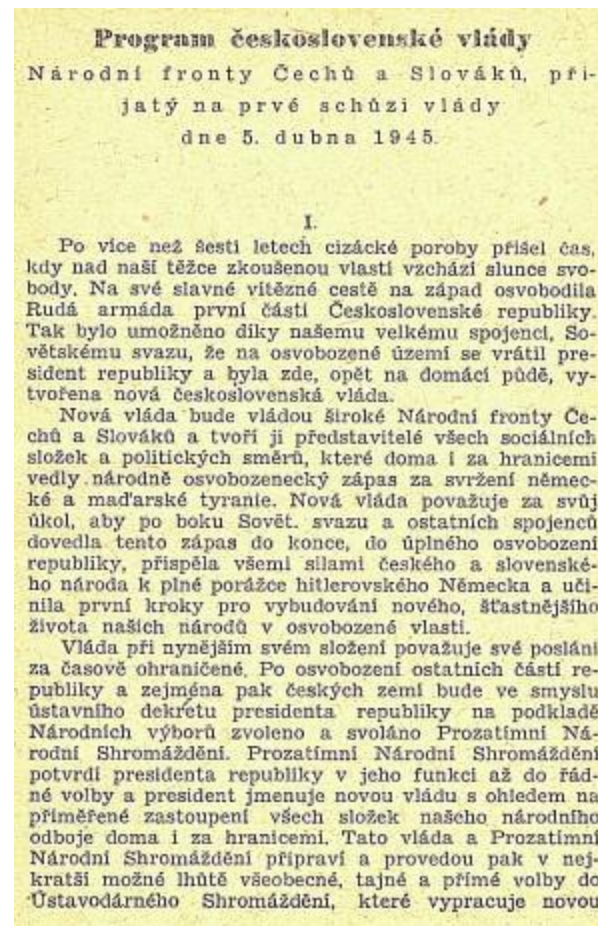 Program československé vlády
Národní fronty Čechů a Slováků, při-
jatý na prvé schůzi vlády
dne 5. dubna 1945.
I.
Po více než šesti letech cizácké poroby přišel čas,
kdy nad naší těžce zkoušenou vlastí vzchází slunce svo-
body. Na své slavné vítězné cestě na západ osvobodila
Rudá armáda první části Československé republiky.
Tak bylo umožněno díky našemu velkému spojenci, So-
větskému svazu, že na osvobozené území se vrátil pre-
sident republiky a byla zde, opět na domácí půdě, vy-
tvořena nová československá vláda.
Nová vláda bude vládou široké Národní fronty Če-
chů a Slováků a tvoří ji představitelé všech sociálních
složek a politických směrů, které doma i za hranicemi
vedly národně osvobozenecký zápas za svržení němec-
ké a maďarské tyranie. Nová vláda považuje za svůj
úkol, aby po boku Sovět. svazu a ostatních spojenců
dovedla tento zápas do konce, do úplného osvobození
republiky, přispěla všemi silami českého a slovenské-
ho národa k plné porážce hitlerovského Německa a uči-
nila první kroky pro vybudování nového, šťastnějšího
života našich národů v osvobozené vlasti.
Vláda při nynějším svém složení považuje své poslání
za časově ohraničené. Po osvobození ostatních částí re-
publiky a zejména pak českých zemí bude ve smyslu
ústavního dekretu presidenta republiky na podkladě
Národních výborů zvoleno a svoláno Prozatímní Ná-
rodní Shromáždění. Prozatímní Národní Shromáždění
potvrdí presidenta republiky v jeho funkci až do řád-
né volby a president jmenuje novou vládu s ohledem na
přiměřené zastoupení všech složek našeho národního
odboje doma i za hranicemi. Tato vláda a Prozatímní
Národní Shromáždění připraví a provedou pak v nej-
kratší možné lhůtě všeobecné, tajné a přímé volby do
Ústavodárného Shromáždění, které vypracuje novou